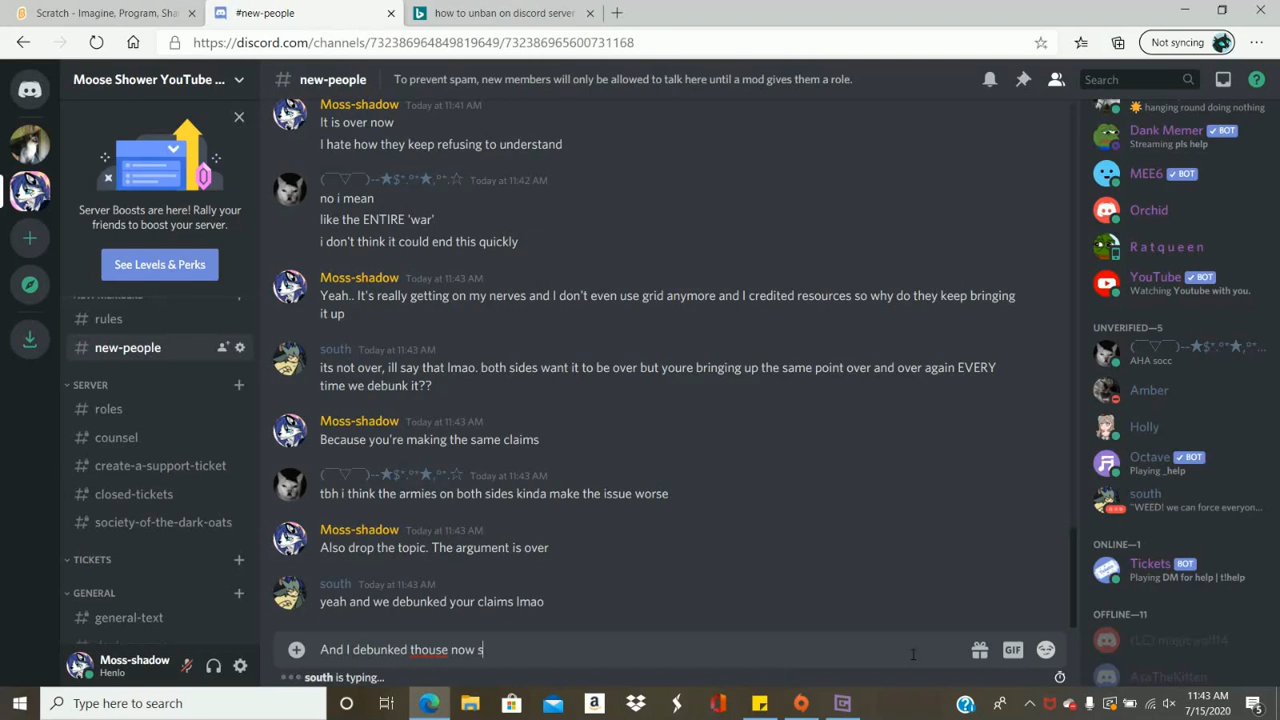 Scratch - Imagine, Program, Sha
#new-people
how to unban on discord server
https://discord.com/channels/732386964849819649/732386965600731168
Not syncing
Moose Shower YouTube ...
new-people
To prevent spam, new members will only be allowed to talk here until a mod gives them a role.
Search
Server Boosts are here! Rally your
friends to boost your server.
See Levels & Perks
rules
new-people
SERVER
roles
counsel
create-a-support-ticket
closed-tickets
society-of-the-dark-oats
TICKETS
GENERAL
general-text
Moss-shadow
Henlo
Moss-shadow Today at 11:41 AM
It is over now
I hate how they keep refusing to understand
(⌒▽⌒)--★$*.º*★,º*.☆ Today at 11:42 AM
no i mean
like the ENTIRE 'war'
i don't think it could end this quickly
Moss-shadow Today at 11:43 AM
Yeah.. It's really getting on my nerves and I don't even use grid anymore and I credited resources so why do they keep bringing
it up
south Today at 11:43 AM
its not over, ill say that lmao. both sides want it to be over but youre bringing up the same point over and over again EVERY
time we debunk it??
Moss-shadow Today at 11:43 AM
Because you're making the same claims
(⌒▽⌒)--★$*.º*★,º*.☆ Today at 11:43 AM
tbh i think the armies on both sides kinda make the issue worse
Moss-shadow Today at 11:43 AM
Also drop the topic. The argument is over
south Today at 11:43 AM
yeah and we debunked your claims lmao
And I debunked thouse now s
GIF
south is typing...
hanging round doing nothing
Dank Memer BOT
Streaming pls help
MEE6 BOT
Orchid
R a t q u e e n
YouTube BOT
Watching Youtube with you.
UNVERIFIED—5
(⌒▽⌒)--★$*.º*★,º*...
AHA socc
Amber
Holly
Octave BOT
Playing _help
south
"WEED! we can force everyon...
ONLINE—1
Tickets BOT
Playing DM for help | t!help
OFFLINE—11
AsaTheKitten
Type here to search
11:43 AM
7/15/2020